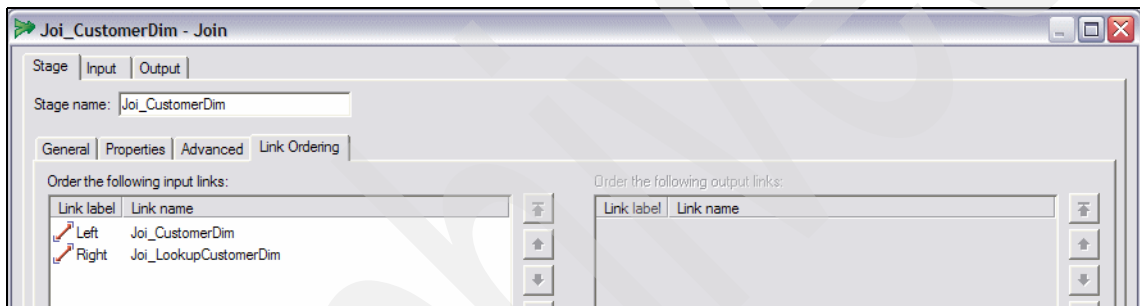 Joi_CustomerDim - Join
Stage Input Output
Stage name: Joi_CustomerDim
General Properties Advanced Link Ordering
Order the following input links: Order the following output links:
Link label Link name Link label Link name
Left Joi_CustomerDim
Right Joi_LookupCustomerDim